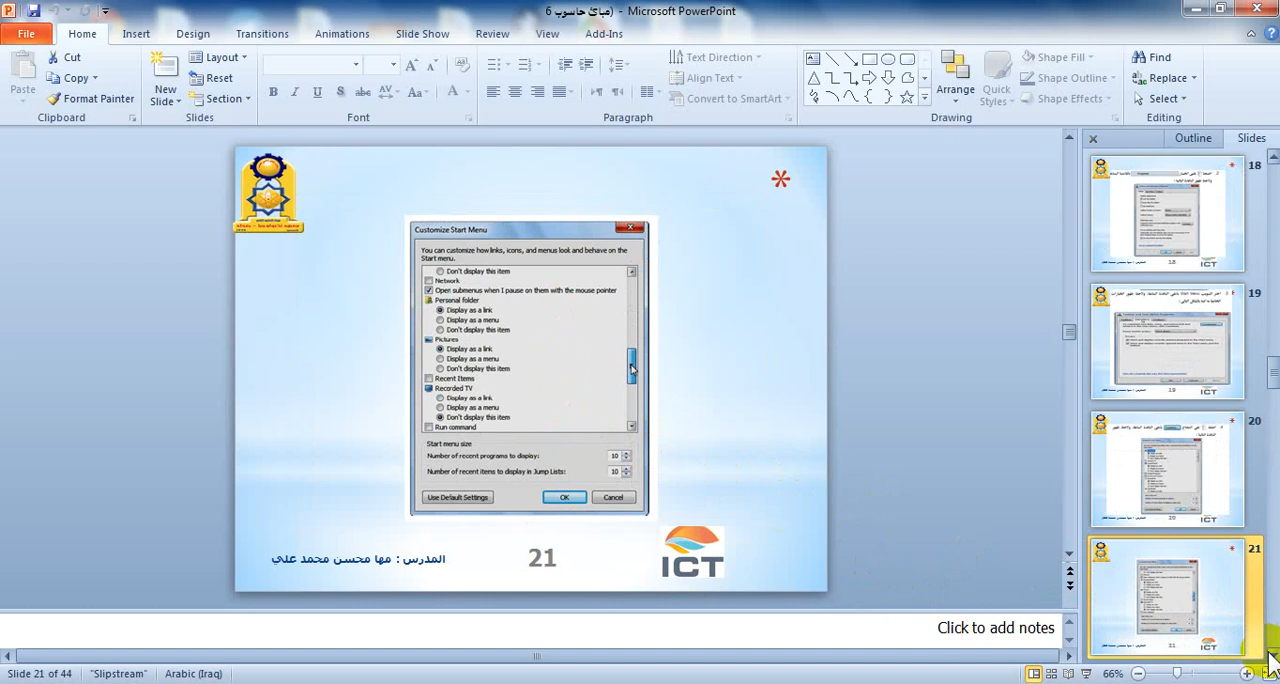 (مبائ حاسوب 6 - Microsoft PowerPoint
File Home Insert Design Transitions Animations Slide Show Review View Add-Ins
Paste
Cut
Copy
Format Painter
Clipboard
New Slide
Layout
Reset
Section
Slides
Font
Text Direction
Align Text
Convert to SmartArt
Paragraph
Arrange
Quick Styles
Shape Fill
Shape Outline
Shape Effects
Drawing
Find
Replace
Select
Editing
Outline Slides
Customize Start Menu
You can customize how links, icons, and menus look and behave on the
Start menu.
Don't display this item
Network
Open submenus when I pause on them with the mouse pointer
Personal folder
Display as a link
Display as a menu
Don't display this item
Pictures
Display as a link
Display as a menu
Don't display this item
Recent Items
Recorded TV
Display as a link
Display as a menu
Don't display this item
Run command
Start menu size
Number of recent programs to display: 10
Number of recent items to display in Jump Lists: 10
Use Default Settings OK Cancel
المدرس : مها محسن محمد علي
21
ICT
18
19
20
21
Click to add notes
Slide 21 of 44 "Slipstream" Arabic (Iraq) 66%